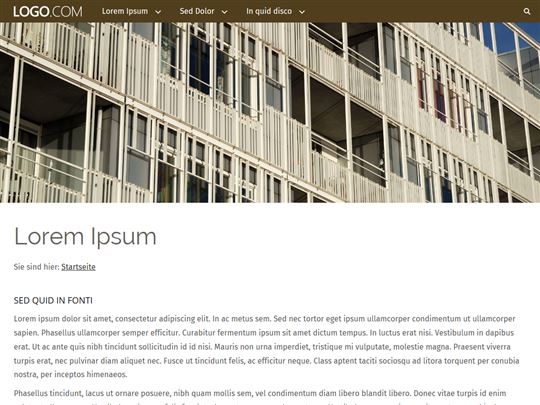 LOGO.COM Lorem Ipsum Sed Dolor In quid disco
Lorem Ipsum
Sie sind hier: Startseite
SED QUID IN FONTI
Lorem ipsum dolor sit amet, consectetur adipiscing elit. In ac metus sem. Sed nec tortor eget ipsum ullamcorper condimentum ut ullamcorper
sapien. Phasellus ullamcorper semper efficitur. Curabitur fermentum ipsum sit amet dictum tempus. In luctus erat nisi. Vestibulum in dapibus
erat. Ut ac ante quis nibh tincidunt sollicitudin id id nisi. Mauris non urna imperdiet, tristique mi vulputate, molestie magna. Praesent viverra
turpis erat, nec pulvinar diam aliquet nec. Fusce ut tincidunt felis, ac efficitur neque. Class aptent taciti sociosqu ad litora torquent per conubia
nostra, per inceptos himenaeos.
Phasellus tincidunt, lacus ut ornare posuere, nibh quam mollis sem, vel condimentum diam libero blandit libero. Donec vitae turpis id enim